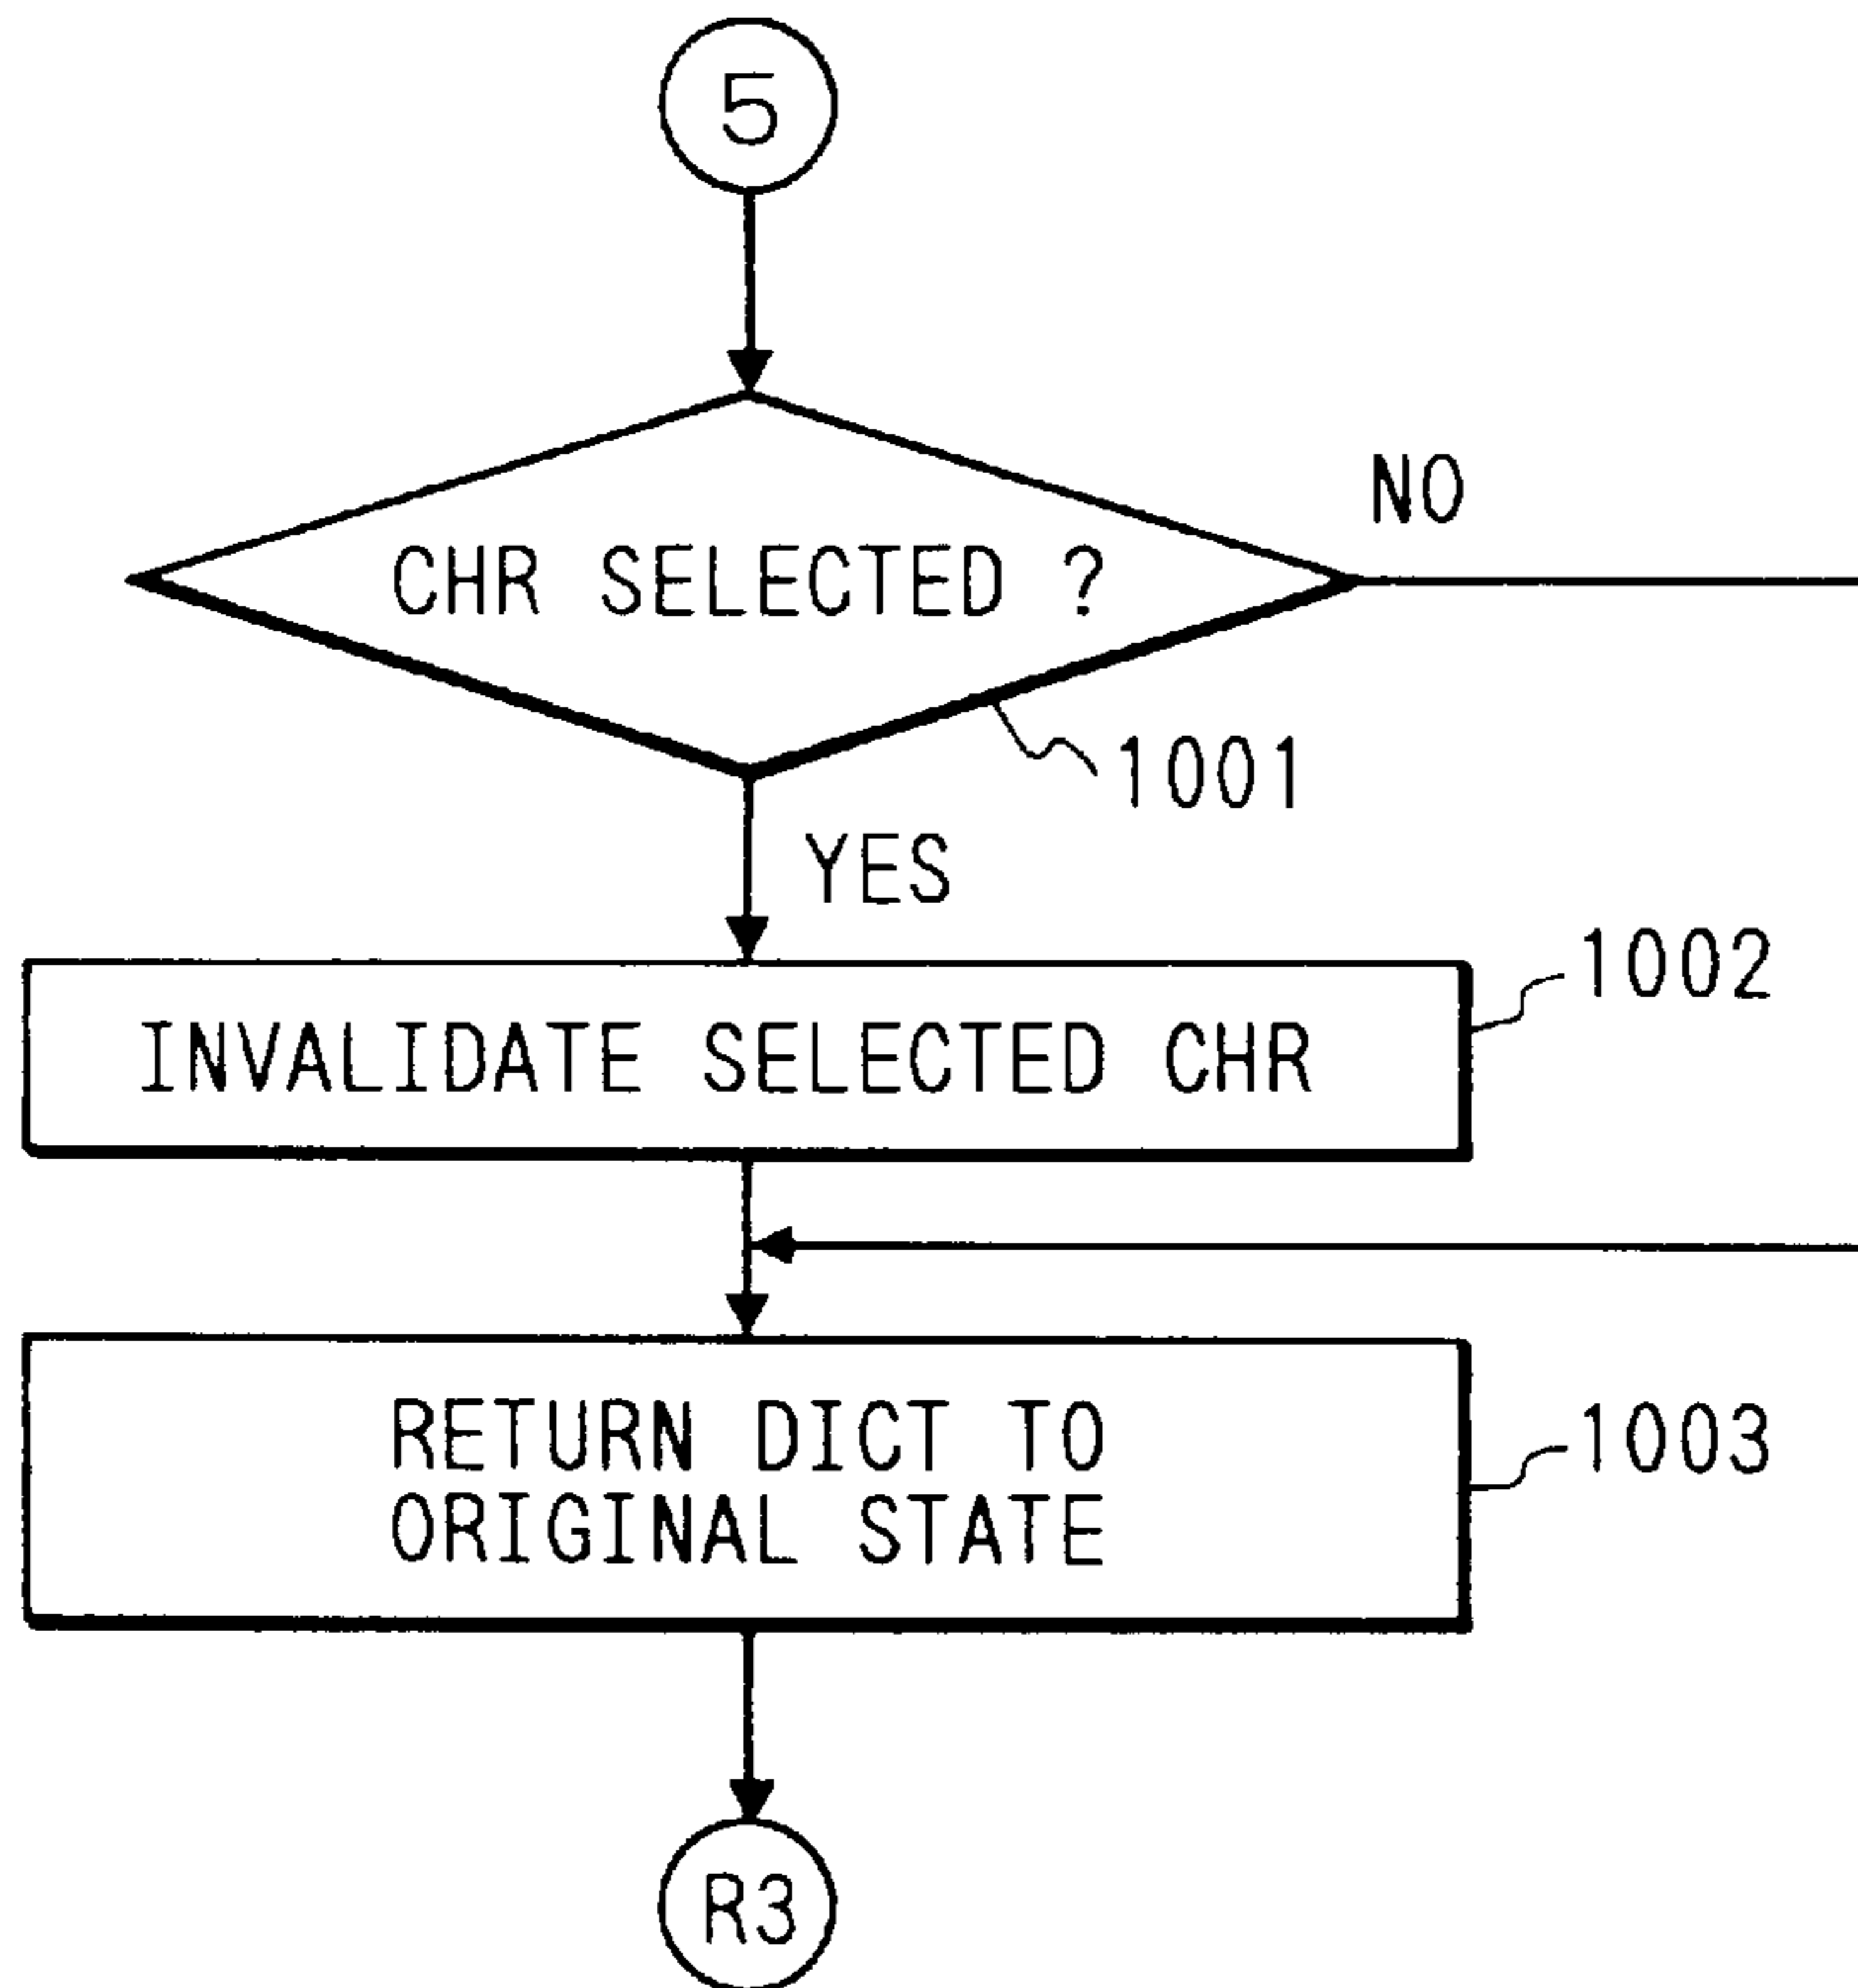 5
NO
CHR SELECTED ?
1001
YES
1002
INVALIDATE SELECTED CHR
RETURN DICT TO
1003
ORIGINAL STATE
R3